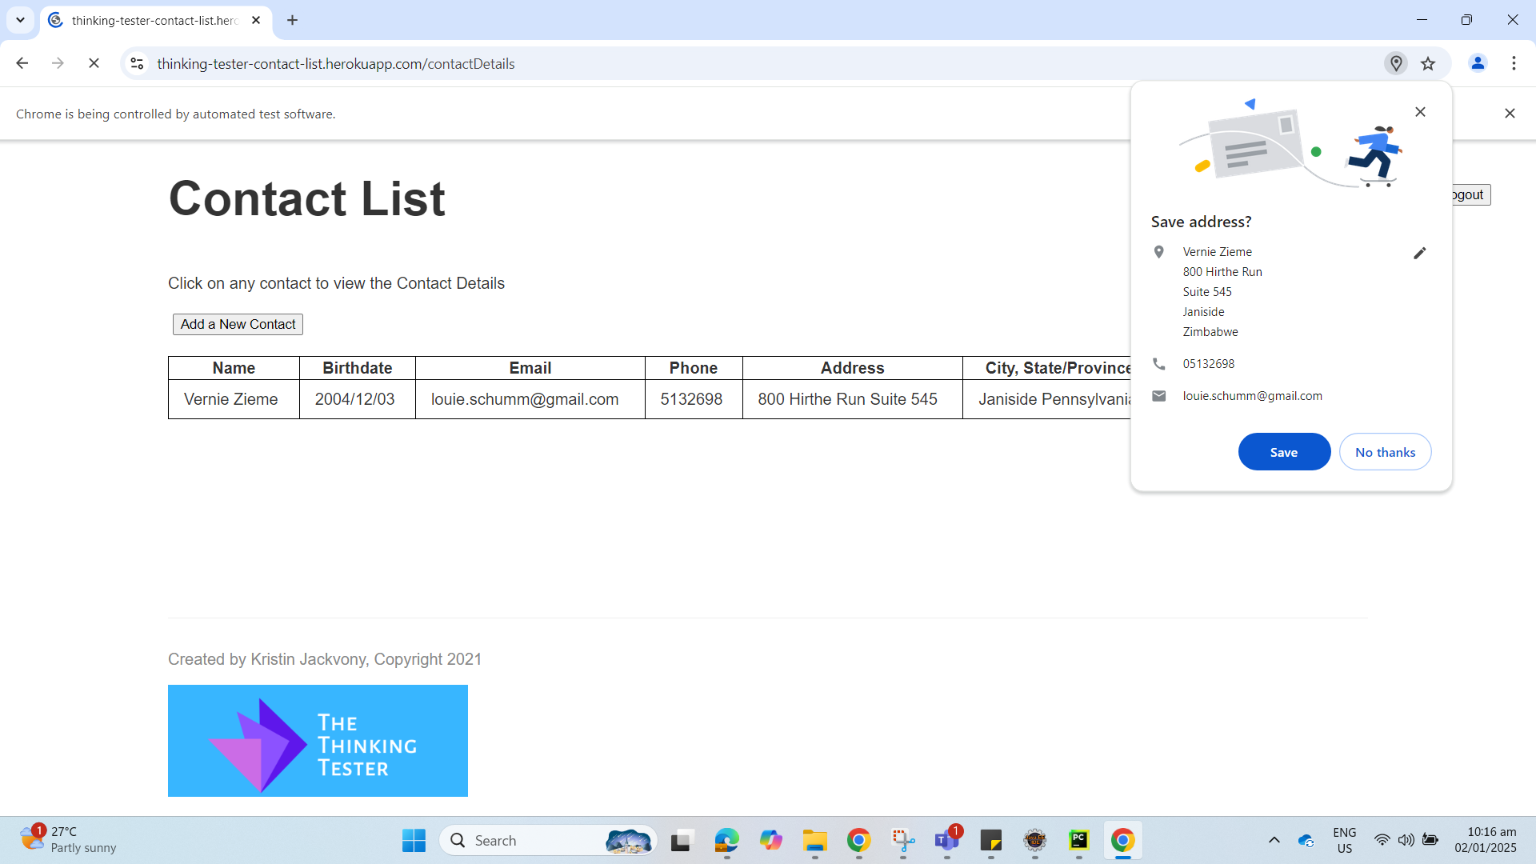 thinking-tester-contact-list.hero
thinking-tester-contact-list.herokuapp.com/contactDetails
Chrome is being controlled by automated test software.
Contact List
ogout
Click on any contact to view the Contact Details
Add a New Contact
Name Birthdate Email Phone Address City, State/Province
Vernie Zieme 2004/12/03 louie.schumm@gmail.com 5132698 800 Hirthe Run Suite 545 Janiside Pennsylvania
Save address?
Vernie Zieme
800 Hirthe Run
Suite 545
Janiside
Zimbabwe
05132698
louie.schumm@gmail.com
Save No thanks
Created by Kristin Jackvony, Copyright 2021
THE
THINKING
TESTER
1
27°C
Partly sunny
Search
1
PC
ENG
US
10:16 am
02/01/2025